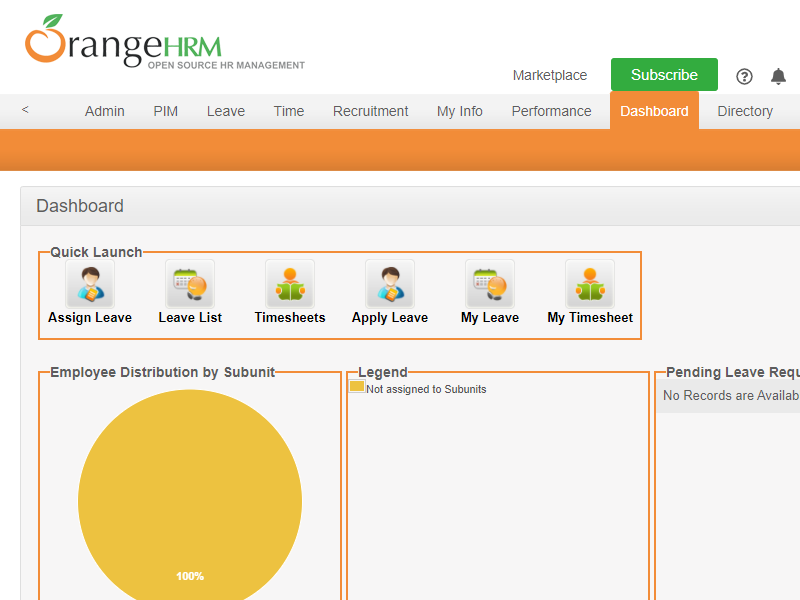 rangeHRM
OPEN SOURCE HR MANAGEMENT
Marketplace
Subscribe
?
<
Admin
PIM
Leave
Time
Recruitment
My Info
Performance
Dashboard
Directory
Dashboard
Quick Launch
Assign Leave
Leave List
Timesheets
Apply Leave
My Leave
My Timesheet
Employee Distribution by Subunit
100%
Legend
Not assigned to Subunits
Pending Leave Requ
No Records are Availab